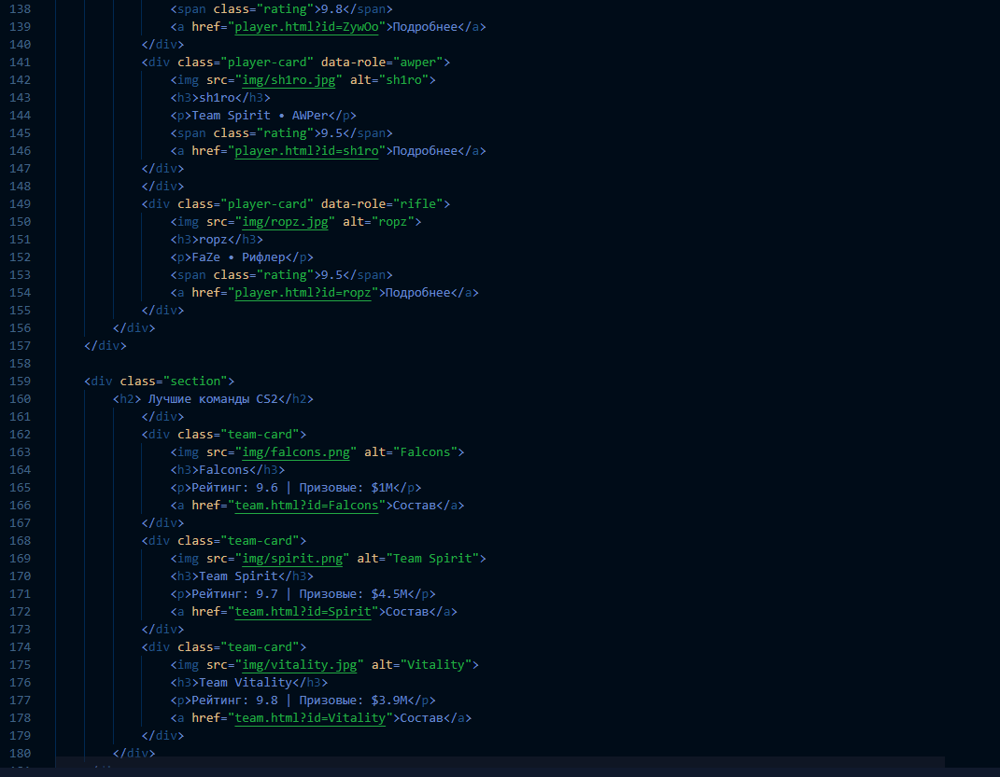 138 <span class="rating">9.8</span>
139 <a href="player.html?id=ZywOo">Подробнее</a>
140 </div>
141 <div class="player-card" data-role="awper">
142 <img src="img/sh1ro.jpg" alt="sh1ro">
143 <h3>sh1ro</h3>
144 <p>Team Spirit • AWPer</p>
145 <span class="rating">9.5</span>
146 <a href="player.html?id=sh1ro">Подробнее</a>
147 </div>
148 </div>
149 <div class="player-card" data-role="rifle">
150 <img src="img/ropz.jpg" alt="ropz">
151 <h3>ropz</h3>
152 <p>FaZe • Рифлер</p>
153 <span class="rating">9.5</span>
154 <a href="player.html?id=ropz">Подробнее</a>
155 </div>
156 </div>
157 </div>
158
159 <div class="section">
160 <h2> Лучшие команды CS2</h2>
161 </div>
162 <div class="team-card">
163 <img src="img/falcons.png" alt="Falcons">
164 <h3>Falcons</h3>
165 <p>Рейтинг: 9.6 | Призовые: $1M</p>
166 <a href="team.html?id=Falcons">Состав</a>
167 </div>
168 <div class="team-card">
169 <img src="img/spirit.png" alt="Team Spirit">
170 <h3>Team Spirit</h3>
171 <p>Рейтинг: 9.7 | Призовые: $4.5M</p>
172 <a href="team.html?id=Spirit">Состав</a>
173 </div>
174 <div class="team-card">
175 <img src="img/vitality.jpg" alt="Vitality">
176 <h3>Team Vitality</h3>
177 <p>Рейтинг: 9.8 | Призовые: $3.9M</p>
178 <a href="team.html?id=Vitality">Состав</a>
179 </div>
180 </div>